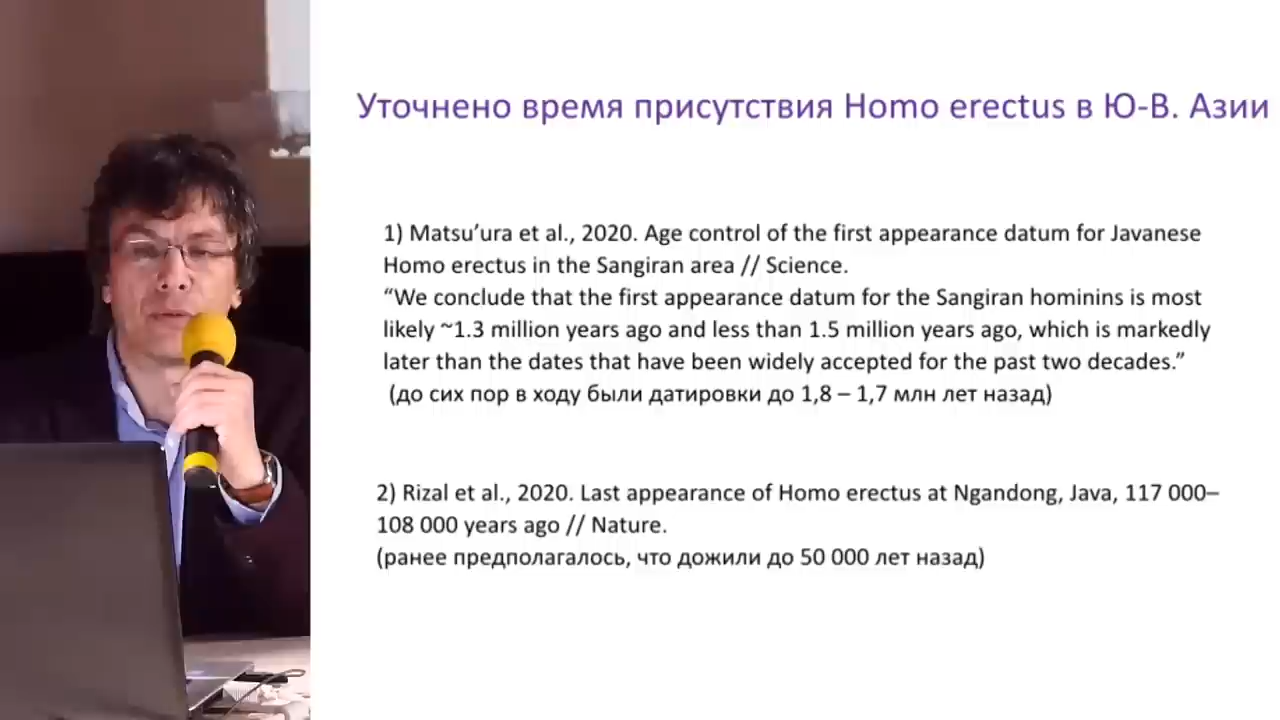 Уточнено время присутствия Homo erectus в Ю-В. Азии
1) Matsu’ura et al., 2020. Age control of the first appearance datum for Javanese
Homo erectus in the Sangiran area // Science.
“We conclude that the first appearance datum for the Sangiran hominins is most
likely ~1.3 million years ago and less than 1.5 million years ago, which is markedly
later than the dates that have been widely accepted for the past two decades.”
(до сих пор в ходу были датировки до 1,8 – 1,7 млн лет назад)
2) Rizal et al., 2020. Last appearance of Homo erectus at Ngandong, Java, 117 000–
108 000 years ago // Nature.
(ранее предполагалось, что дожили до 50 000 лет назад)